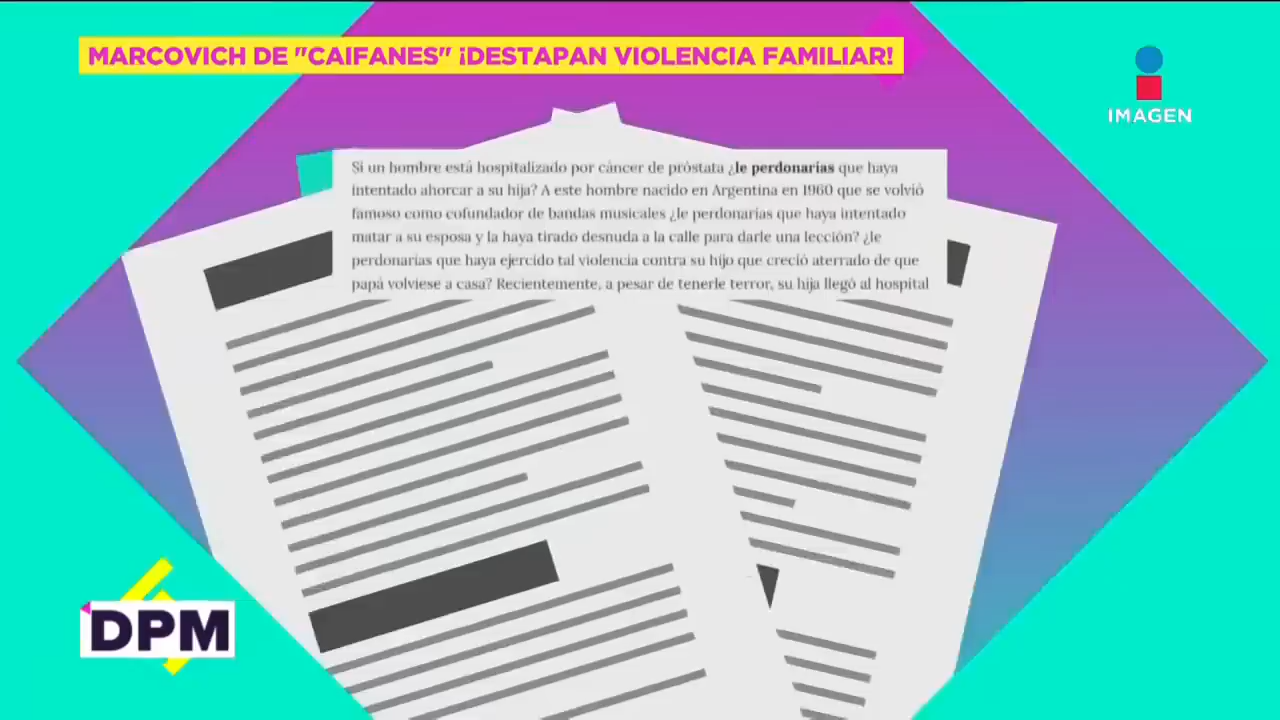 MARCOVICH DE "CAIFANES" ¡DESTAPAN VIOLENCIA FAMILIAR!
IMAGEN
Si un hombre está hospitalizado por cáncer de próstata ¿le perdonarías que haya
intentado ahorcar a su hija? A este hombre nacido en Argentina en 1960 que se volvió
famoso como cofundador de bandas musicales ¿le perdonarías que haya intentado
matar a su esposa y la haya tirado desnuda a la calle para darle una lección? ¿le
perdonarías que haya ejercido tal violencia contra su hijo que creció aterrado de que
papá volviese a casa? Recientemente, a pesar de tenerle terror, su hija llegó al hospital
DPM